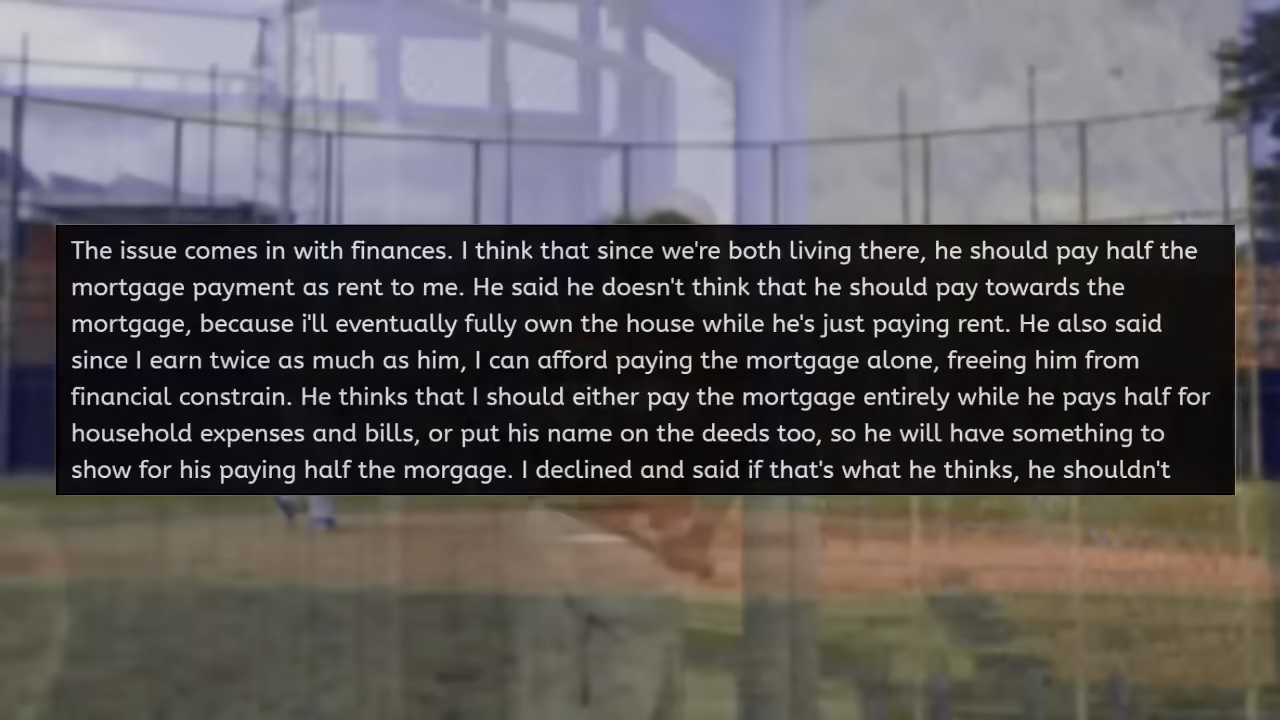 The issue comes in with finances. I think that since we're both living there, he should pay half the
mortgage payment as rent to me. He said he doesn't think that he should pay towards the
mortgage, because i'll eventually fully own the house while he's just paying rent. He also said
since I earn twice as much as him, I can afford paying the mortgage alone, freeing him from
financial constrain. He thinks that I should either pay the mortgage entirely while he pays half for
household expenses and bills, or put his name on the deeds too, so he will have something to
show for his paying half the morgage. I declined and said if that's what he thinks, he shouldn't